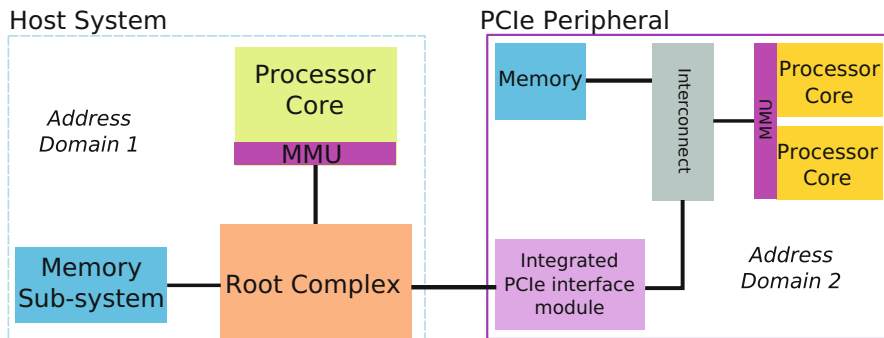 Host System
Address
Domain 1
Processor
Core
MMU
Memory
Sub-system
Root Complex
PCIe Peripheral
Memory
Interconnect
MMU
Processor
Core
Processor
Core
Integrated
PCIe interface
module
Address
Domain 2